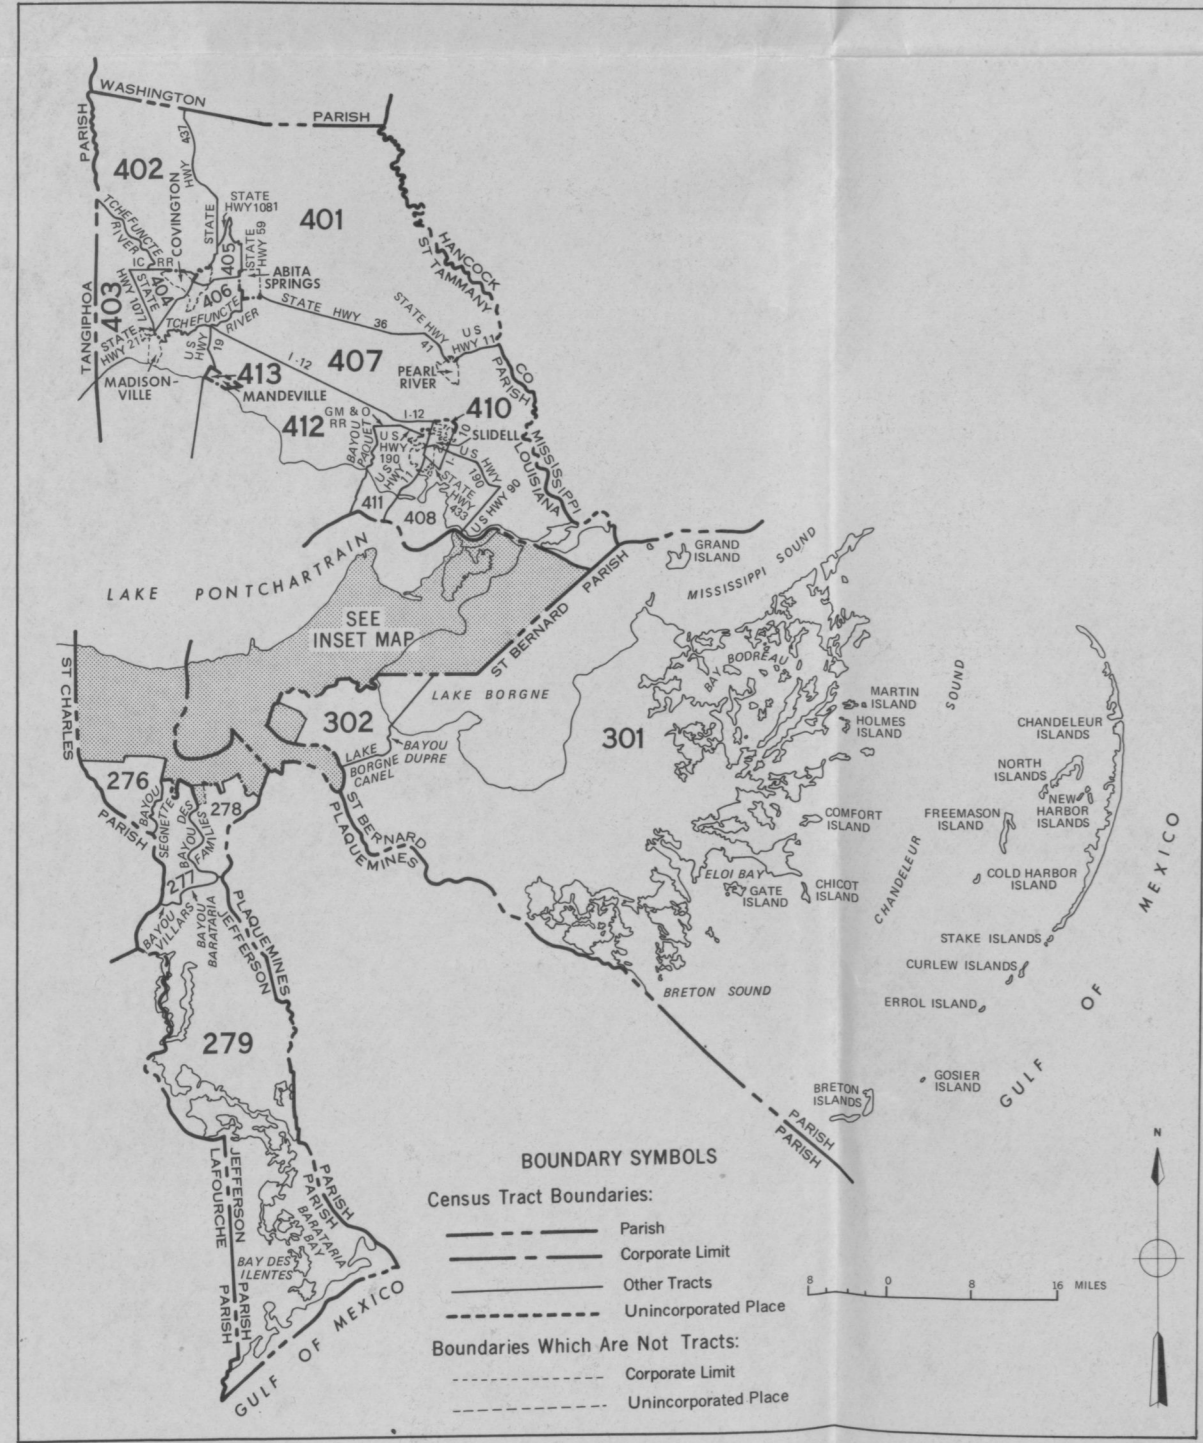 WASHINGTON
PARISH
PARISH
402
HWY 437
COVINGTON
STATE
STATE
HWY 1081
401
TCHEFUNCTE
RIVER
HANCOCK
ST TAMMANY
IC RR
405
STATE
HWY 59
ABITA
SPRINGS
403
STATE
HWY 1077
404
406
TANGIPHOA
TCHEFUNCTE
RIVER
STATE HWY 36
STATE HWY
41
US
HWY 11
STATE
HWY 21
US
HWY
19
I-12
407
PEARL
RIVER
CO
PARISH
MADISON-
VILLE
413
MANDEVILLE
412
GM & O
RR
I-12
410
SLIDELL
BAYOU
PAQUET
US
HWY
190
US
HWY
11
I-
10
US HWY
190
STATE
HWY
433
US HWY 90
MISSISSIPPI
LOUISIANA
411
408
LAKE PONTCHARTRAIN
GRAND
ISLAND
PARISH
MISSISSIPPI SOUND
SEE
INSET MAP
ST BERNARD
ST CHARLES
BAY BODREAU
LAKE BORGNE
302
301
MARTIN
ISLAND
HOLMES
ISLAND
SOUND
CHANDELEUR
ISLANDS
BAYOU
DUPRE
LAKE
BORGNE
CANEL
NORTH
ISLANDS
NEW
HARBOR
ISLANDS
276
278
BAYOU
SEGNETTE
BAYOU DES
FAMILIES
PARISH
ST BERNARD
PLAQUEMINES
COMFORT
ISLAND
FREEMASON
ISLAND
277
ELOI BAY
GATE
ISLAND
CHICOT
ISLAND
CHANDELEUR
COLD HARBOR
ISLAND
MEXICO
BAYOU
VILLARS
BAYOU
BARATARIA
PLAQUEMINES
JEFFERSON
STAKE ISLANDS
CURLEW ISLANDS
BRETON SOUND
ERROL ISLAND
OF
279
GULF
GOSIER
ISLAND
BRETON
ISLANDS
PARISH
PARISH
N
JEFFERSON
LAFOURCHE
PARISH
PARISH
BARATARIA
BAY
BAY DES
ILENTES
PARISH
PARISH
GULF OF MEXICO
BOUNDARY SYMBOLS
Census Tract Boundaries:
Parish
Corporate Limit
Other Tracts
Unincorporated Place
Boundaries Which Are Not Tracts:
Corporate Limit
Unincorporated Place
8 0 8 16 MILES